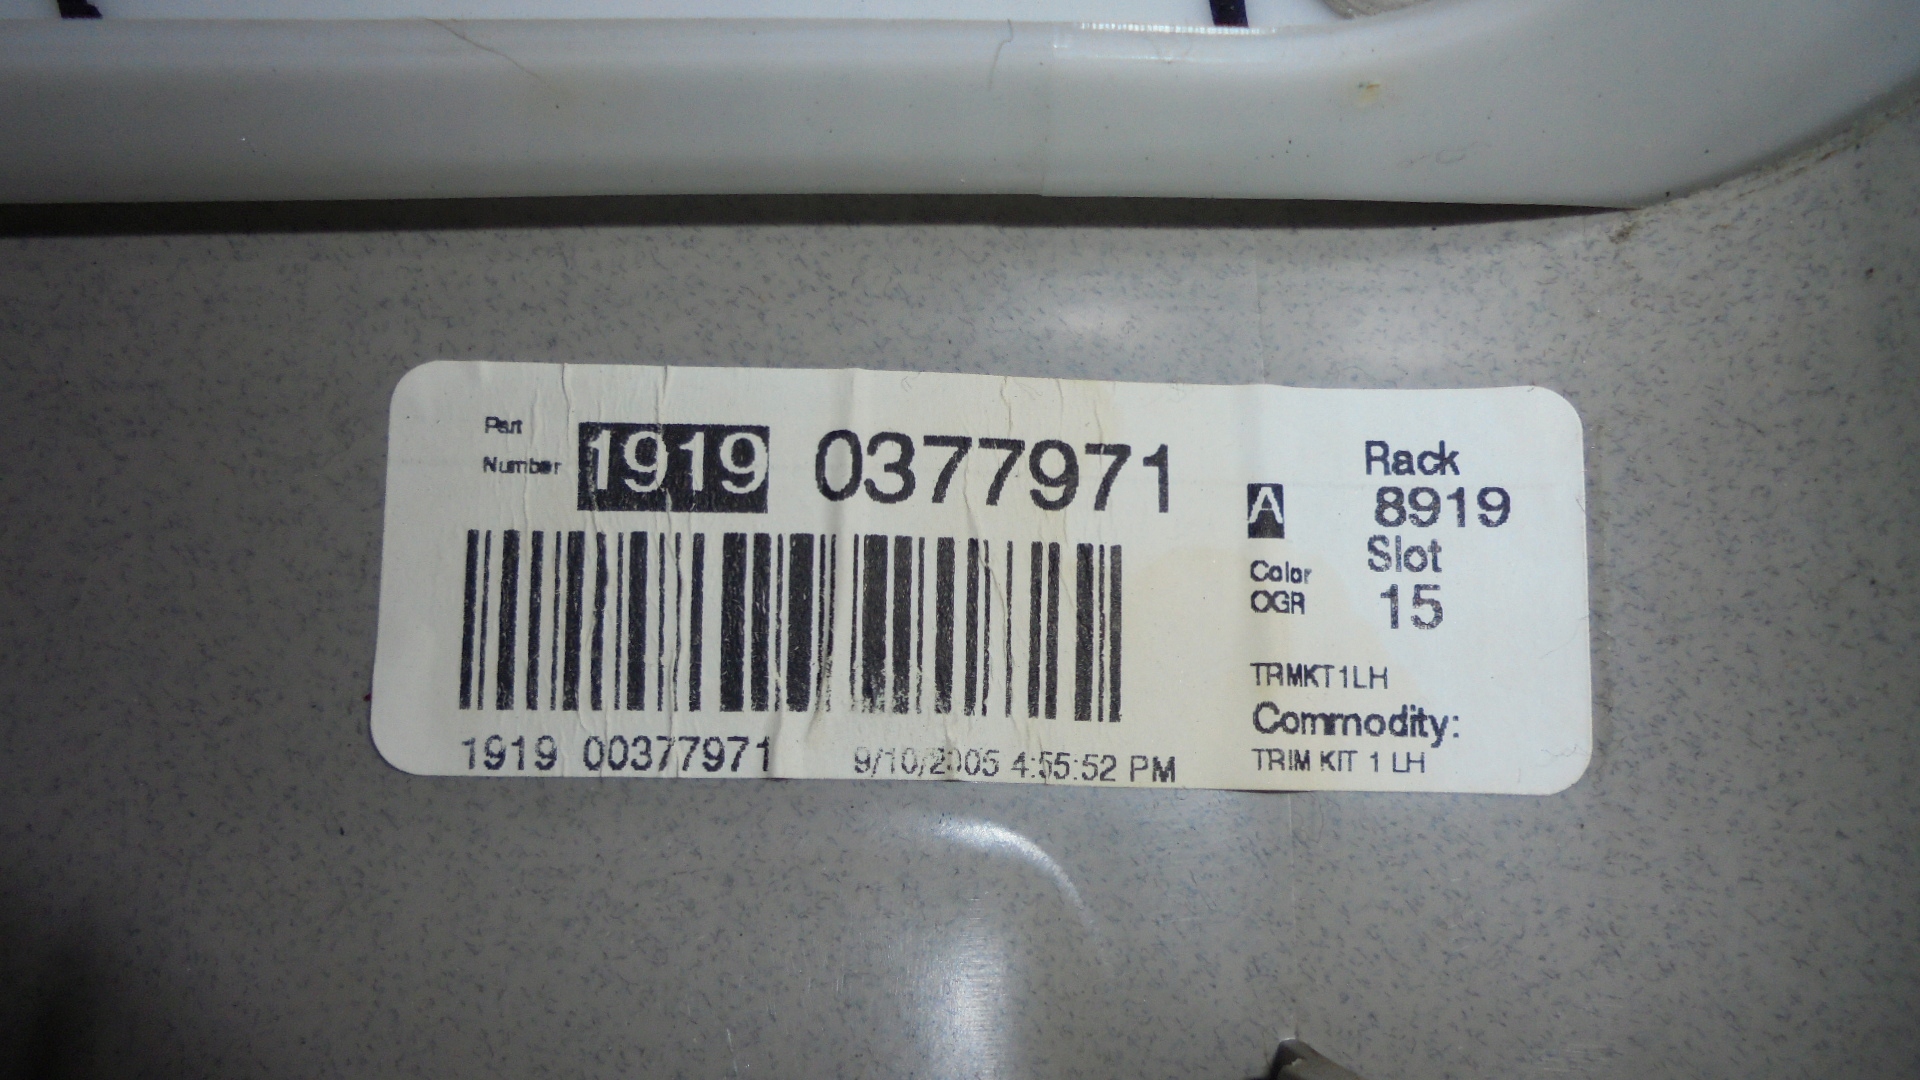 Part
Number
1919 0377971
A
Rack
8919
Color
OGR
Slot
15
TRMKT1LH
Commodity:
TRIM KIT 1 LH
1919 00377971
9/10/2005 4:55:52 PM